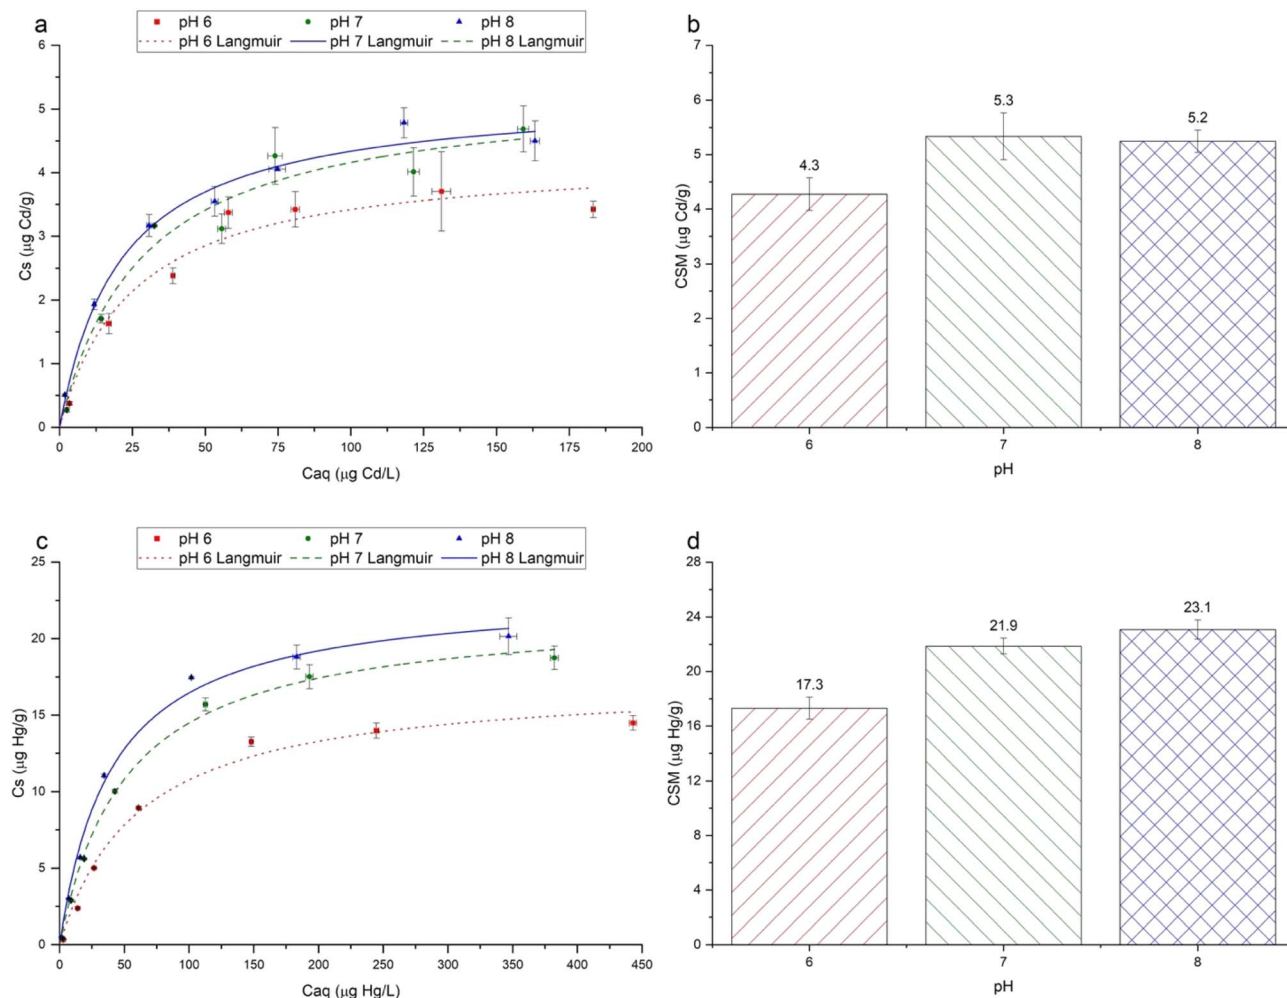 a
pH 6 pH 7 pH 8
pH 6 Langmuir pH 7 Langmuir pH 8 Langmuir
6
5
4
3
2
1
0
Cs (μg Cd/g)
0 25 50 75 100 125 150 175 200
Caq (μg Cd/L)
b
7
6
5
4
3
2
1
0
CSM (μg Cd/g)
4.3 5.3 5.2
6 7 8
pH
c
pH 6 pH 7 pH 8
pH 6 Langmuir pH 7 Langmuir pH 8 Langmuir
25
20
15
10
5
0
Cs (μg Hg/g)
0 50 100 150 200 250 300 350 400 450
Caq (μg Hg/L)
d
28
24
20
16
12
8
4
0
CSM (μg Hg/g)
17.3 21.9 23.1
6 7 8
pH